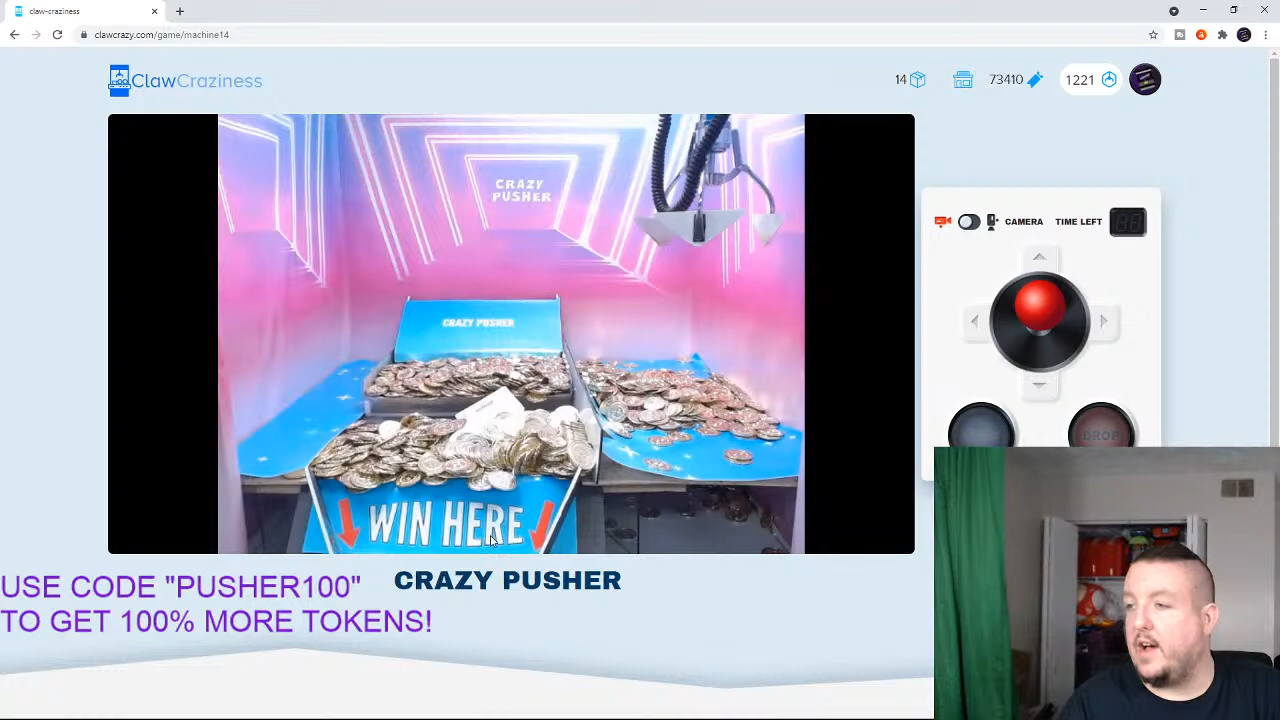 claw-craziness
clawcrazy.com/game/machine14
ClawCraziness
14
73410
1221
CRAZY
PUSHER
CAMERA
TIME LEFT
CRAZY PUSHER
DROP
WIN HERE
CRAZY PUSHER
USE CODE "PUSHER100"
TO GET 100% MORE TOKENS!